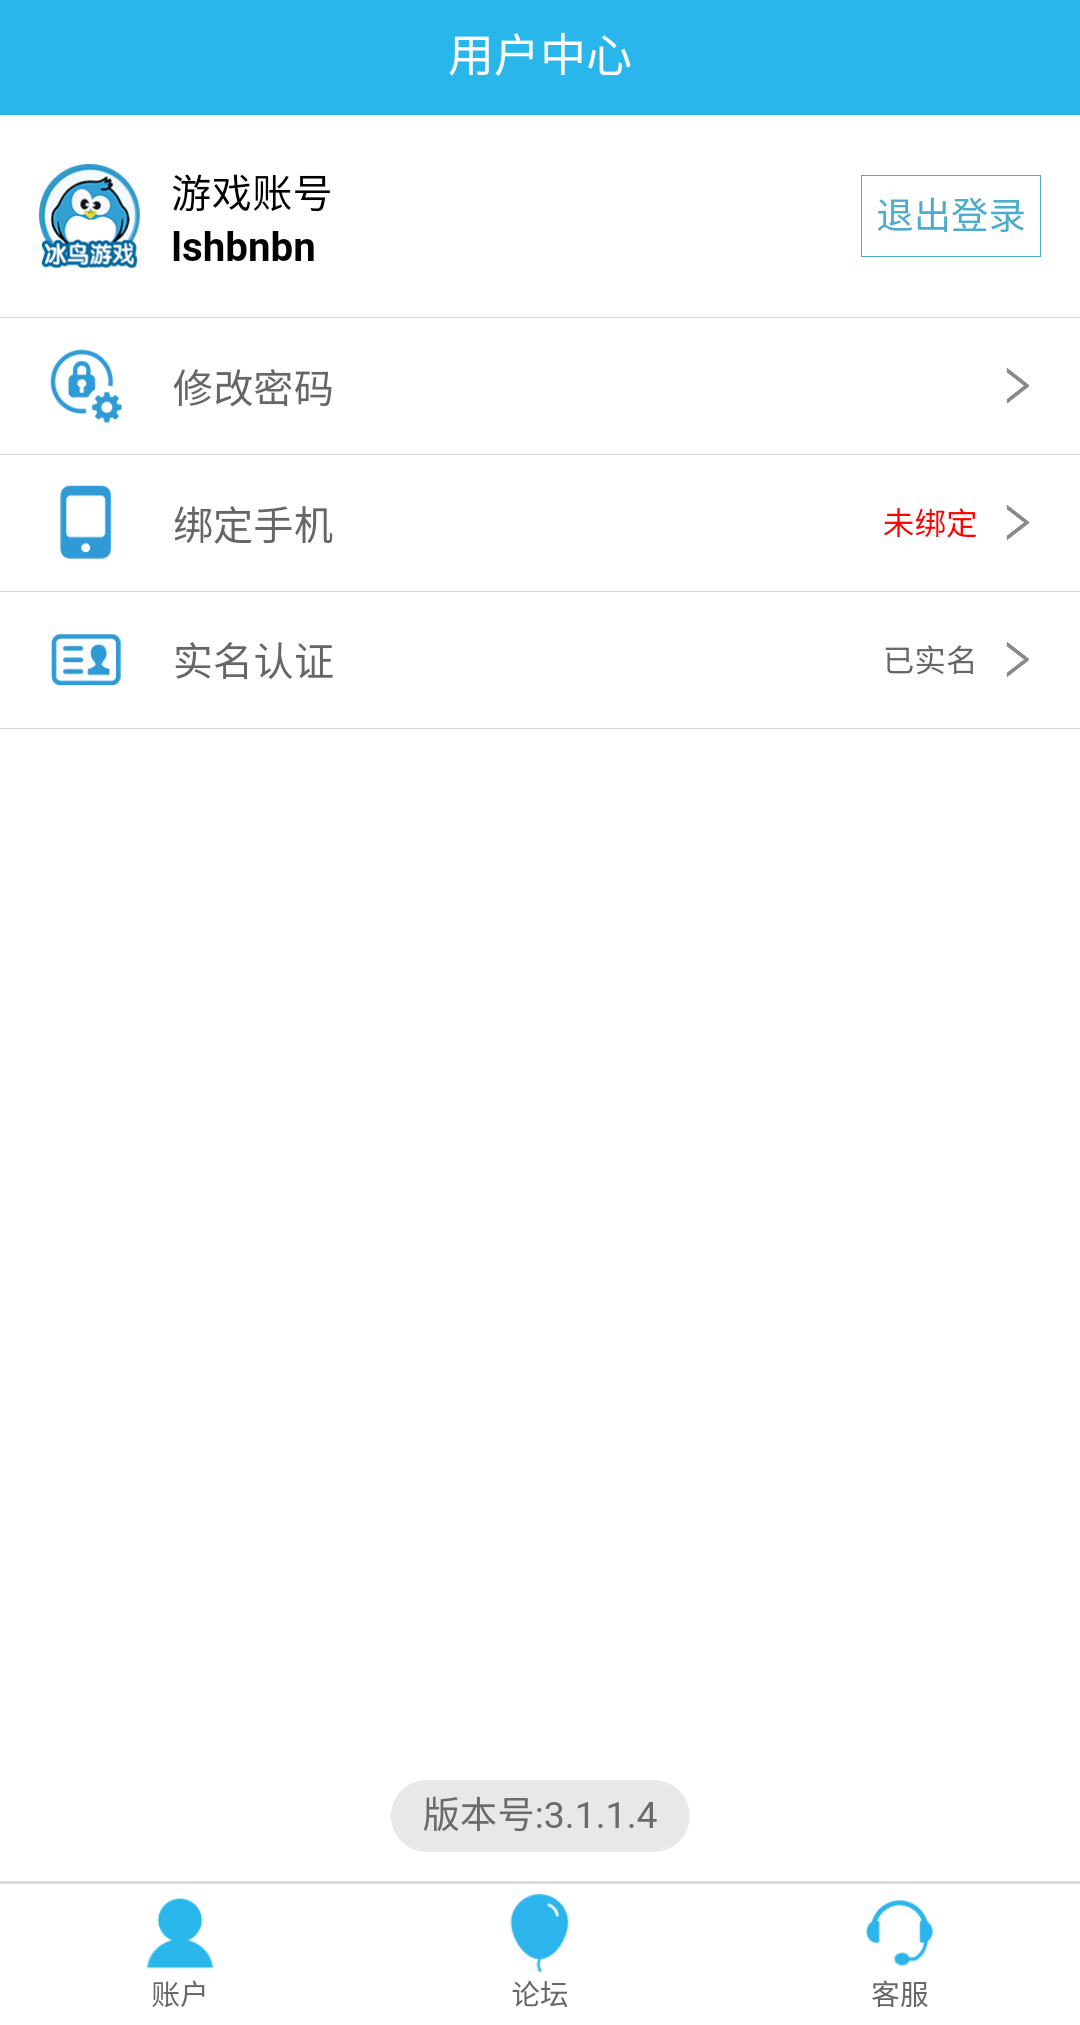 用户中心
冰鸟游戏
游戏账号
lshbnbn
退出登录
修改密码
绑定手机
未绑定
实名认证
已实名
版本号:3.1.1.4
账户
论坛
客服